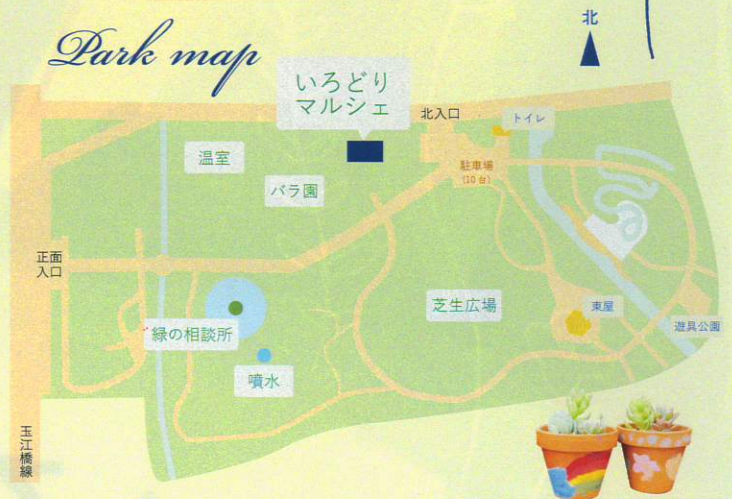 Park map
北
いろどり
マルシェ
北入口
トイレ
温室
駐車場
(10台)
バラ園
正面
入口
芝生広場
東屋
緑の相談所
遊具公園
噴水
玉江橋線